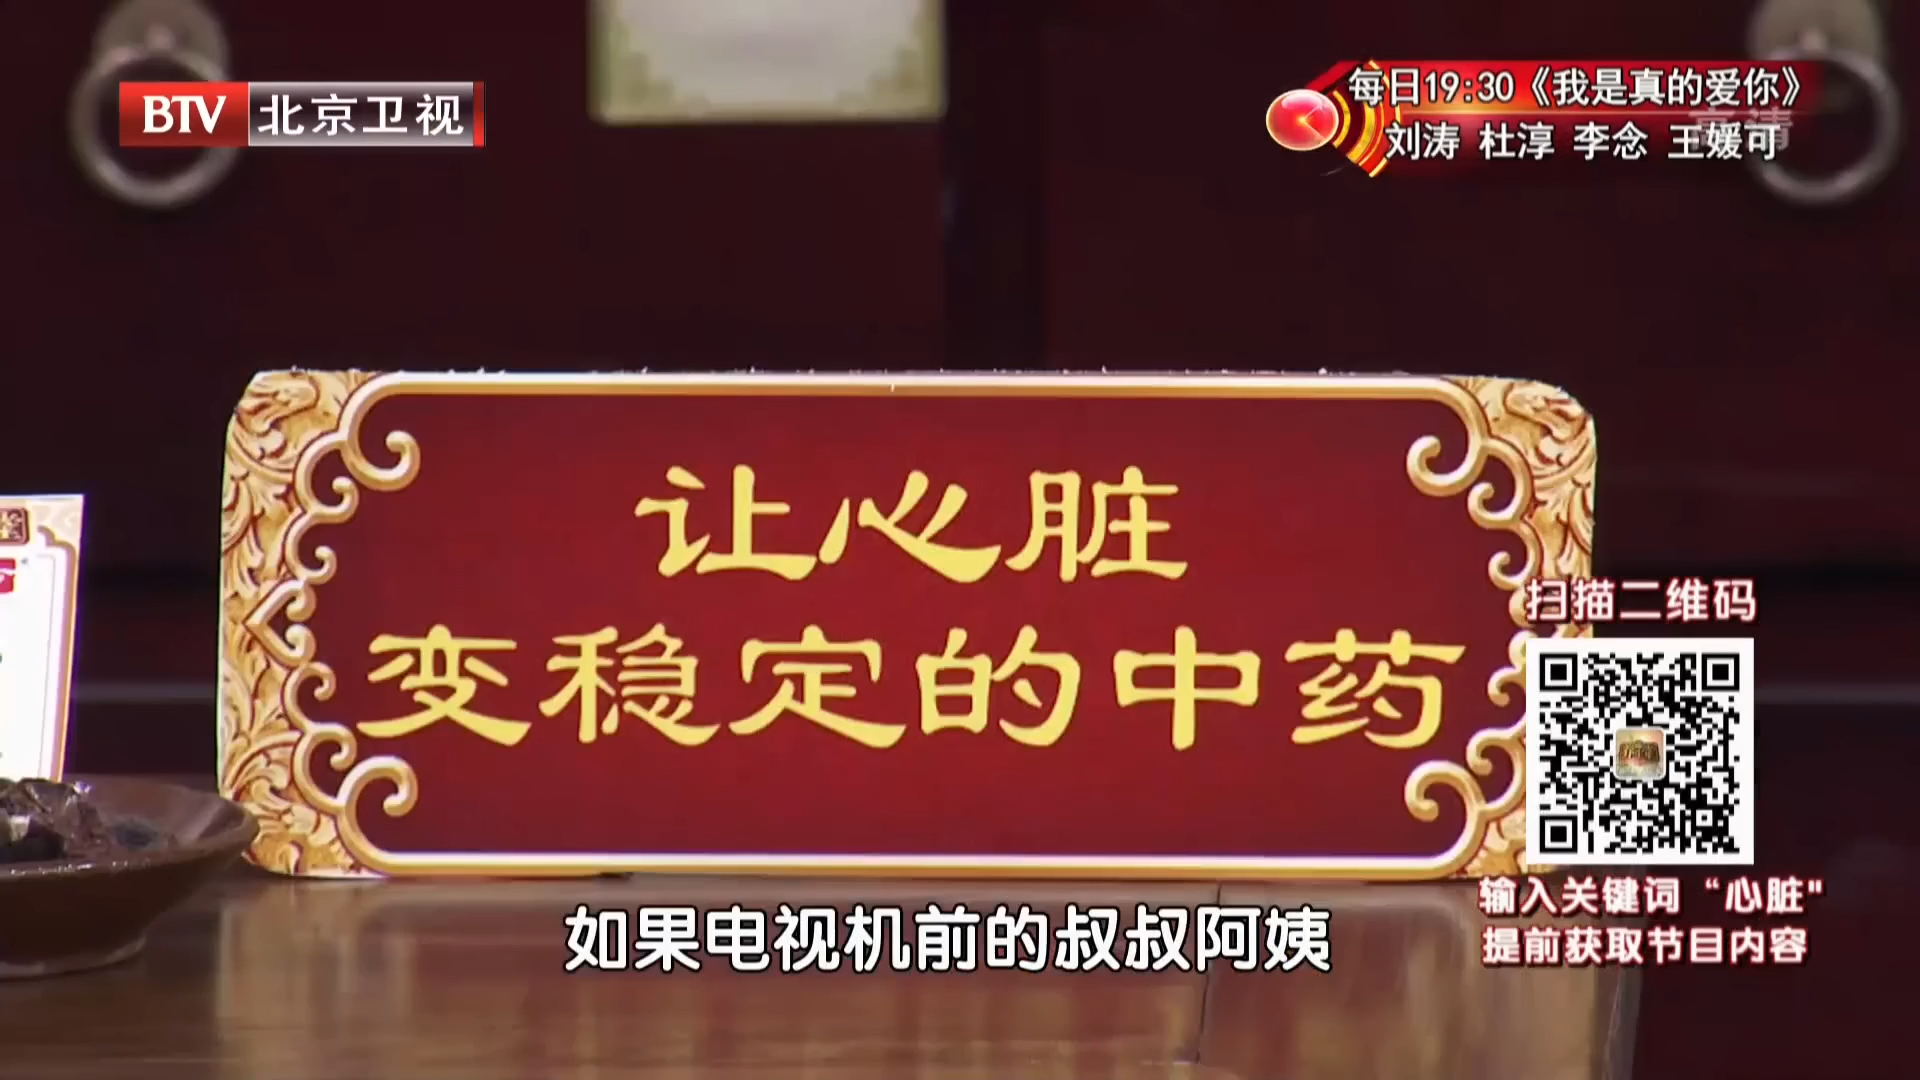 BTV 北京卫视
每日19:30《我是真的爱你》
刘涛 杜淳 李念 王媛可
高清
让心脏
变稳定的中药
扫描二维码
输入关键词“心脏"
提前获取节目内容
如果电视机前的叔叔阿姨